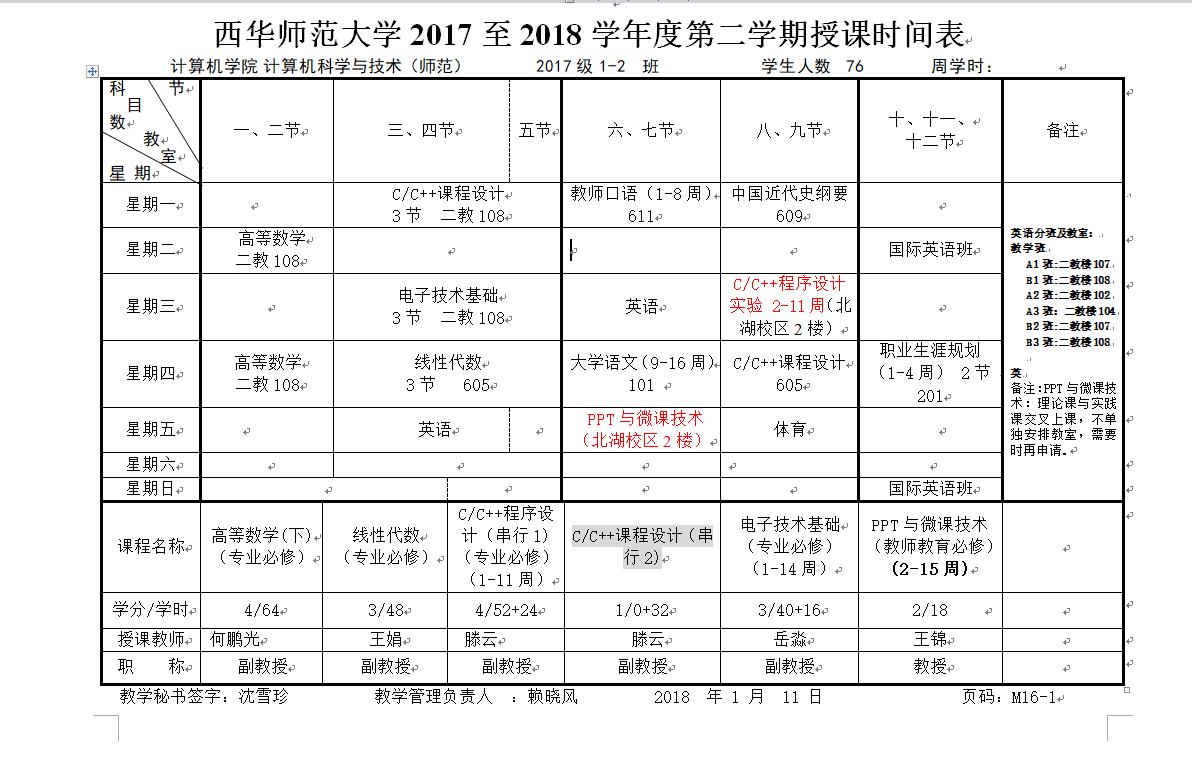 西华师范大学 2017 至 2018 学年度第二学期授课时间表
计算机学院 计算机科学与技术（师范） 2017 级 1-2 班 学生人数 76 周学时：
科 节
目
数
教
室
星 期
一、二节 三、四节 五节 六、七节 八、九节 十、十一、
十二节
备注
星期一
C/C++课程设计
3 节 二教 108
教师口语（1-8 周）
611
中国近代史纲要
609
星期二
高等数学
二教 108
国际英语班
星期三
电子技术基础
3 节 二教 108
英语
C/C++程序设计
实验 2-11 周（北
湖校区 2 楼）
星期四
高等数学
二教 108
线性代数
3 节 605
大学语文（9-16 周）
101
C/C++课程设计
605
职业生涯规划
（1-4 周） 2 节
201
星期五
英语
PPT 与微课技术
（北湖校区 2 楼）
体育
星期六
星期日 国际英语班
英语分班及教室：
教学班
A1 班:二教楼 107
B1 班:二教楼 108
A2 班:二教楼 102
A3 班: 二教楼 104
B2 班:二教楼 107
B3 班:二教楼 108
英
备注:PPT 与微课技
术：理论课与实践
课交叉上课，不单
独安排教室，需要
时再申请。
课程名称
高等数学(下)
（专业必修）
线性代数
（专业必修）
C/C++程序设
计（串行 1）
（专业必修）
（1-11 周）
C/C++课程设计（串
行 2）
电子技术基础
（专业必修）
（1-14 周）
PPT 与微课技术
（教师教育必修）
（2-15 周）
学分/学时 4/64 3/48 4/52+24 1/0+32 3/40+16 2/18
授课教师 何鹏光 王娟 滕云 滕云 岳淼 王锦
职 称 副教授 副教授 副教授 副教授 副教授 教授
教学秘书签字：沈雪珍 教学管理负责人 ：赖晓风 2018 年 1 月 11 日 页码：M16-1